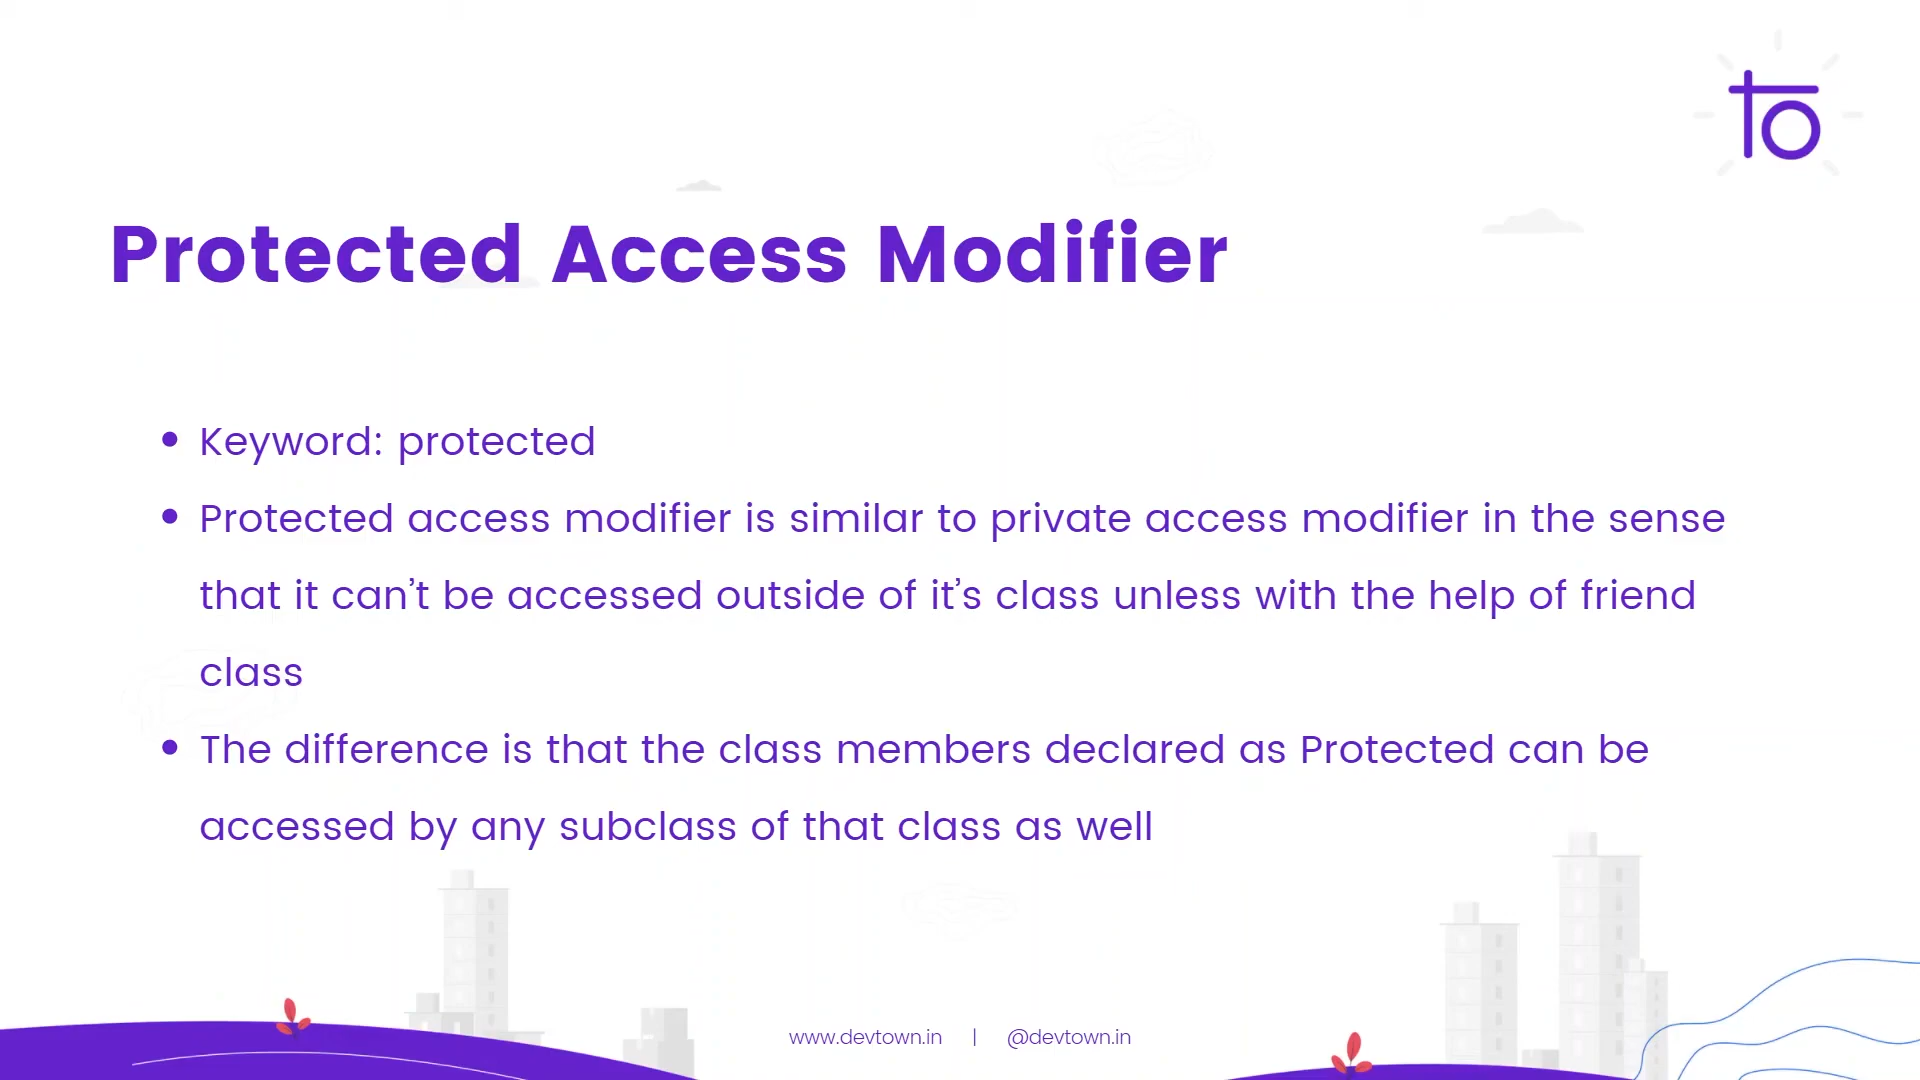 to
Protected Access Modifier
• Keyword: protected
• Protected access modifier is similar to private access modifier in the sense
that it can’t be accessed outside of it’s class unless with the help of friend
class
• The difference is that the class members declared as Protected can be
accessed by any subclass of that class as well
www.devtown.in | @devtown.in